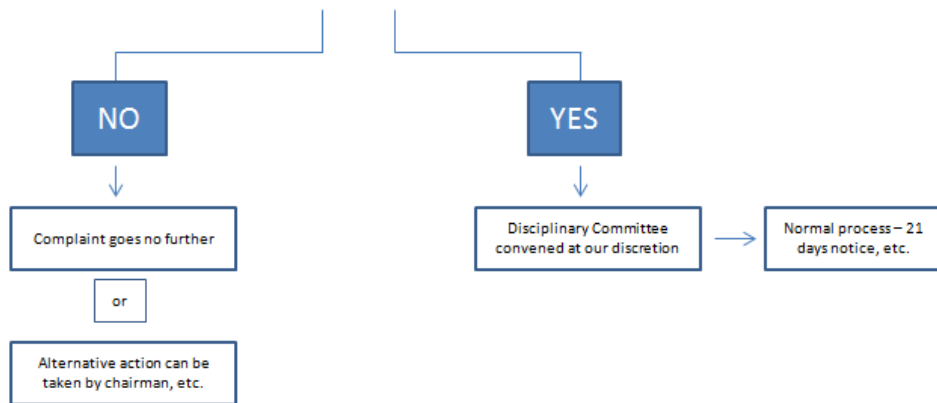 NO
YES
Complaint goes no further
Disciplinary Committee
convened at our discretion
Normal process – 21
days notice, etc.
or
Alternative action can be
taken by chairman, etc.